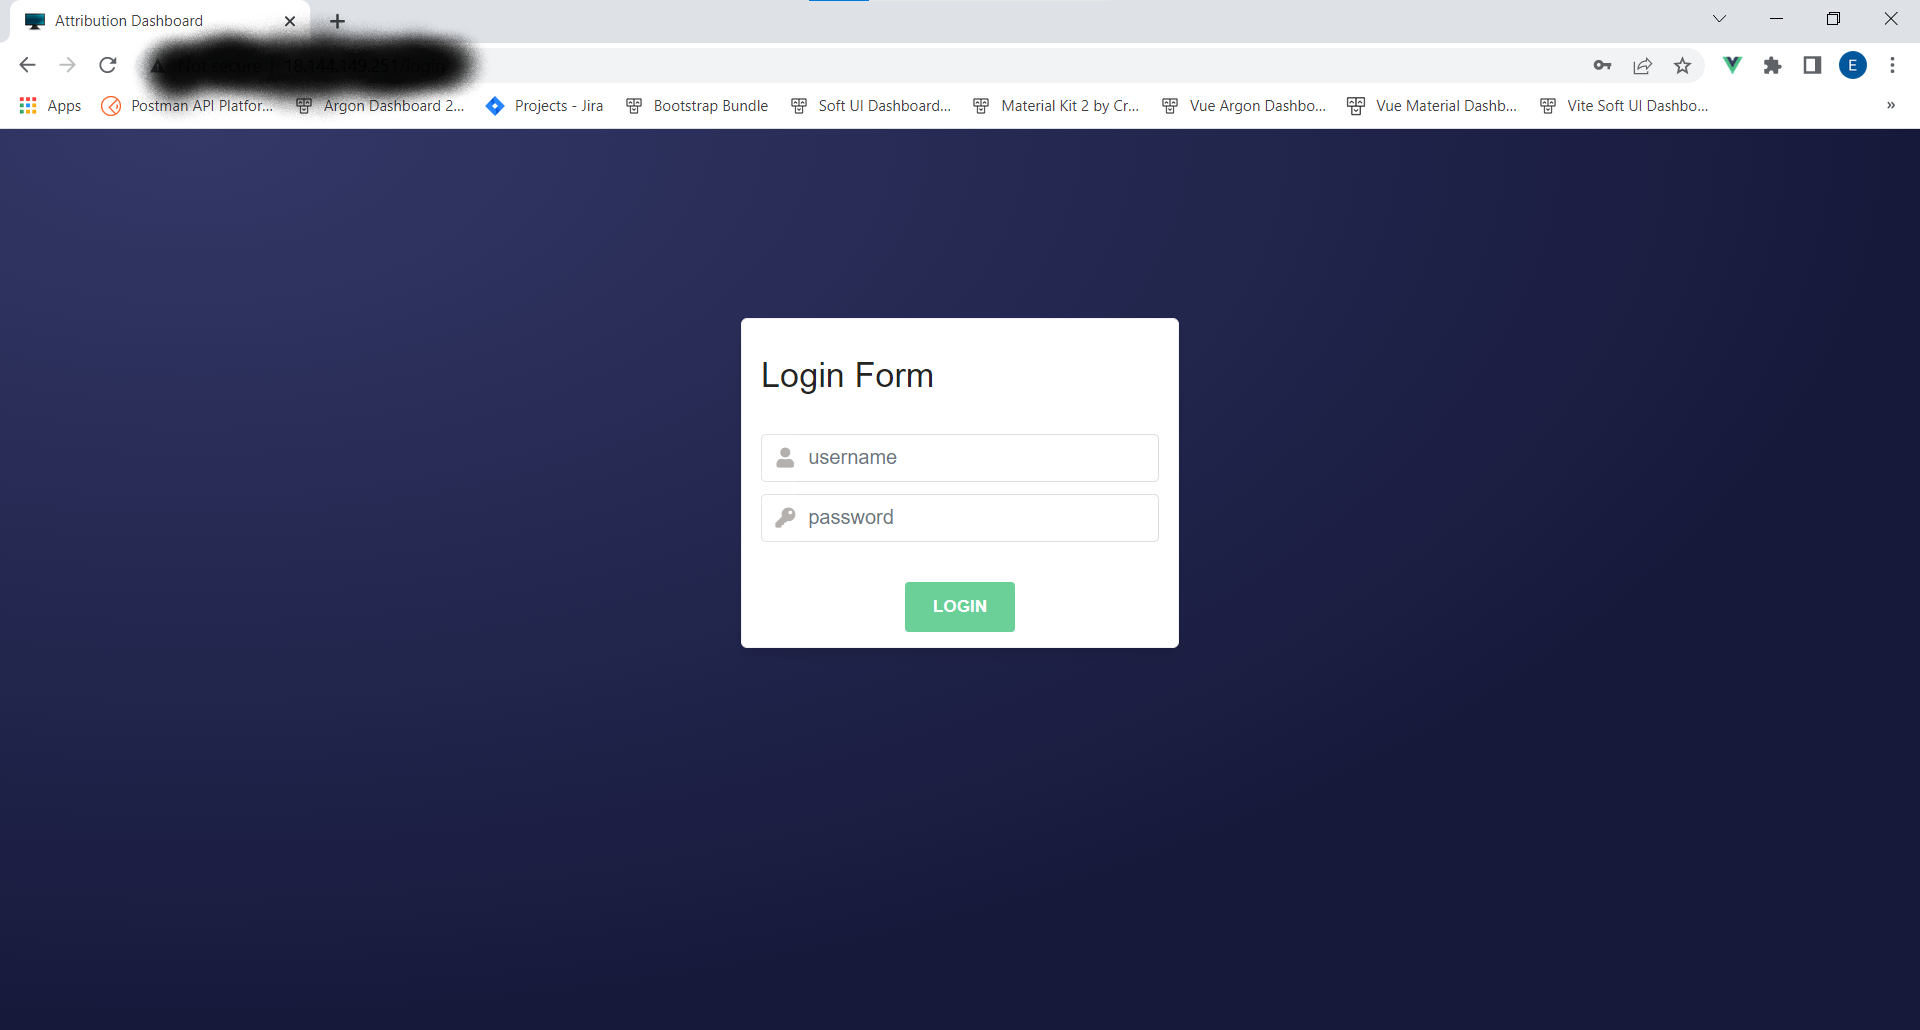 Attribution Dashboard
E
Apps
Postman API Platfor...
Argon Dashboard 2...
Projects - Jira
Bootstrap Bundle
Soft UI Dashboard...
Material Kit 2 by Cr...
Vue Argon Dashbo...
Vue Material Dashb...
Vite Soft UI Dashbo...
»
Login Form
username
password
LOGIN